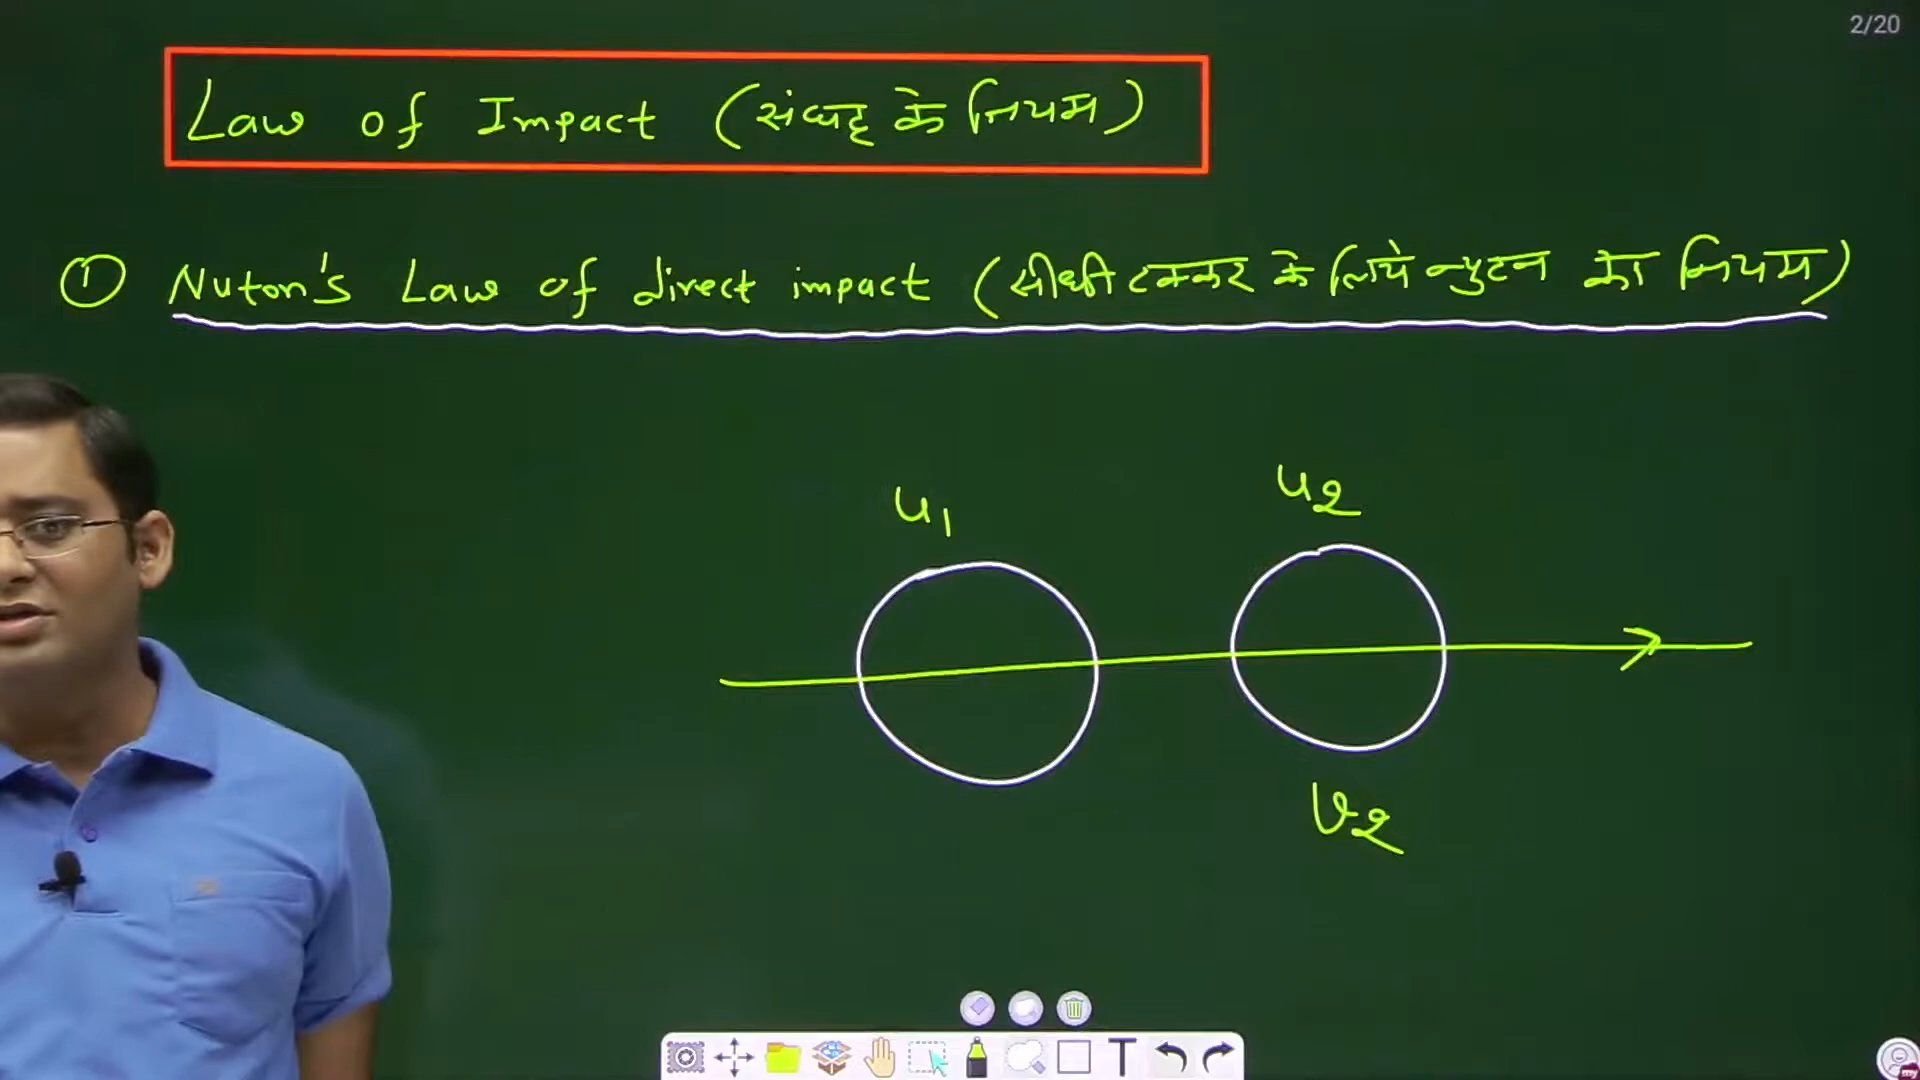 2/20
Law of Impact (संघट्ट के नियम)
① Nuton's Law of direct impact (सीधी टक्कर के लिये न्युटन का नियम)
u₁ u₂
v₂
T
my